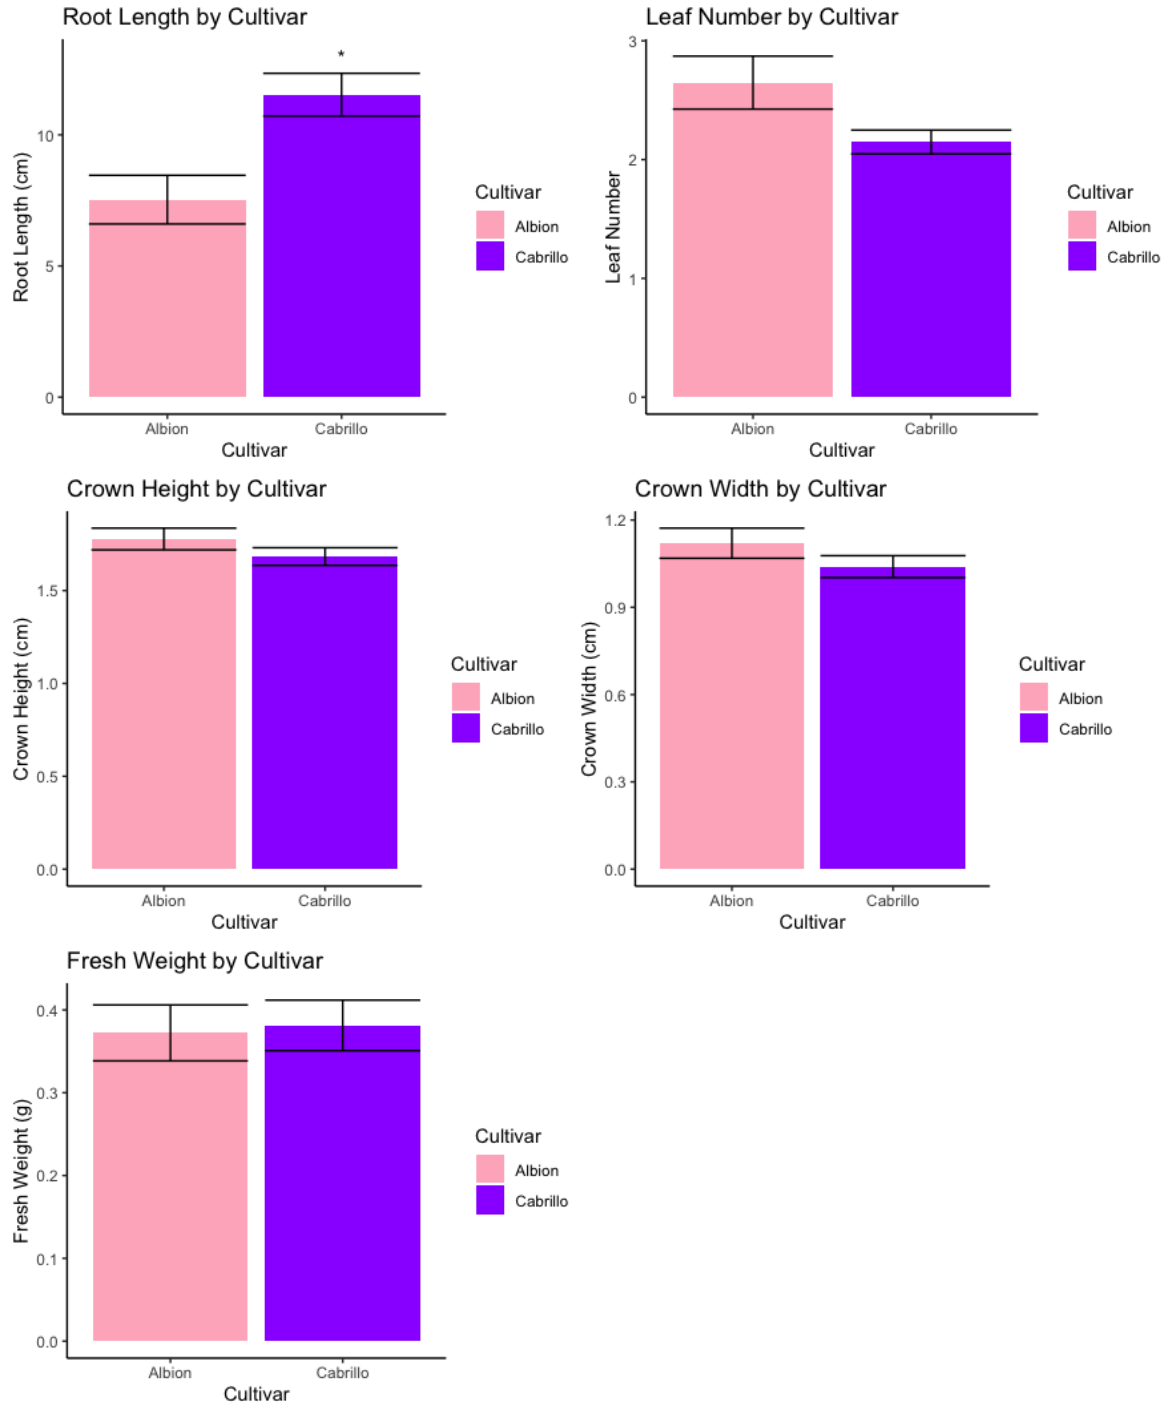 Root Length by Cultivar
*
10
5
0
Root Length (cm)
Albion
Cabrillo
Cultivar
Cultivar
Albion
Cabrillo
Leaf Number by Cultivar
3
2
1
0
Leaf Number
Albion
Cabrillo
Cultivar
Cultivar
Albion
Cabrillo
Crown Height by Cultivar
1.5
1.0
0.5
0.0
Crown Height (cm)
Albion
Cabrillo
Cultivar
Cultivar
Albion
Cabrillo
Crown Width by Cultivar
1.2
0.9
0.6
0.3
0.0
Crown Width (cm)
Albion
Cabrillo
Cultivar
Cultivar
Albion
Cabrillo
Fresh Weight by Cultivar
0.4
0.3
0.2
0.1
0.0
Fresh Weight (g)
Albion
Cabrillo
Cultivar
Cultivar
Albion
Cabrillo